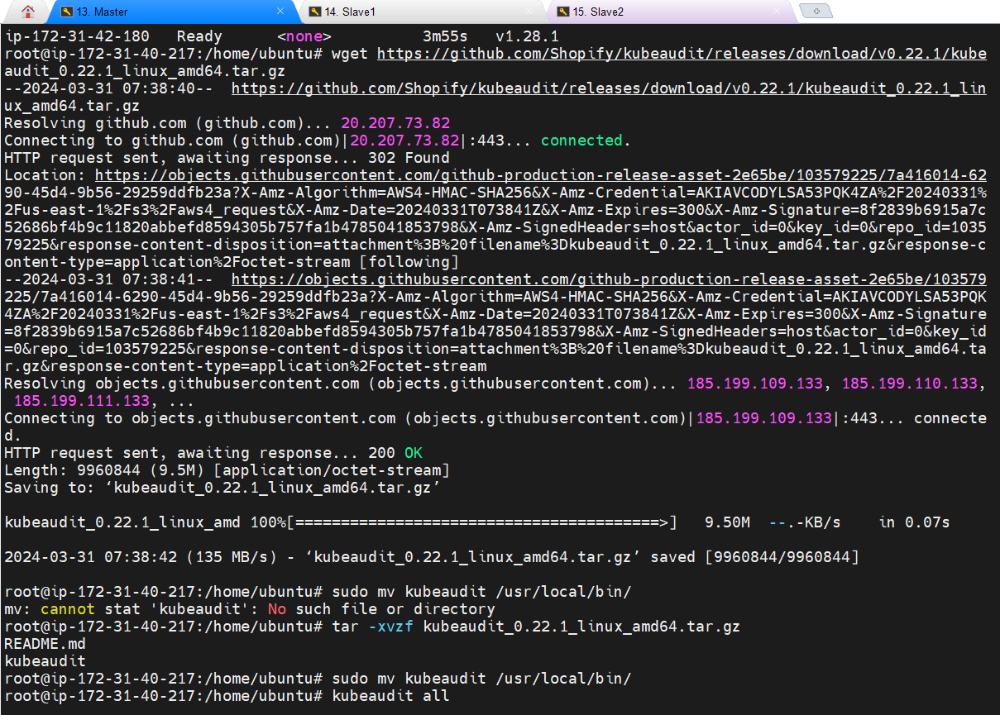 13. Master
14. Slave1
15. Slave2
ip-172-31-42-180   Ready      <none>          3m55s   v1.28.1
root@ip-172-31-40-217:/home/ubuntu# wget https://github.com/Shopify/kubeaudit/releases/download/v0.22.1/kube
audit_0.22.1_linux_amd64.tar.gz
--2024-03-31 07:38:40--  https://github.com/Shopify/kubeaudit/releases/download/v0.22.1/kubeaudit_0.22.1_lin
ux_amd64.tar.gz
Resolving github.com (github.com)... 20.207.73.82
Connecting to github.com (github.com)|20.207.73.82|:443... connected.
HTTP request sent, awaiting response... 302 Found
Location: https://objects.githubusercontent.com/github-production-release-asset-2e65be/103579225/7a416014-62
90-45d4-9b56-29259ddfb23a?X-Amz-Algorithm=AWS4-HMAC-SHA256&X-Amz-Credential=AKIAVCODYLSA53PQK4ZA%2F20240331%
2Fus-east-1%2Fs3%2Faws4_request&X-Amz-Date=20240331T073841Z&X-Amz-Expires=300&X-Amz-Signature=8f2839b6915a7c
52686bf4b9c11820abbefd8594305b757fa1b4785041853798&X-Amz-SignedHeaders=host&actor_id=0&key_id=0&repo_id=1035
79225&response-content-disposition=attachment%3B%20filename%3Dkubeaudit_0.22.1_linux_amd64.tar.gz&response-c
ontent-type=application%2Foctet-stream [following]
--2024-03-31 07:38:41--  https://objects.githubusercontent.com/github-production-release-asset-2e65be/103579
225/7a416014-6290-45d4-9b56-29259ddfb23a?X-Amz-Algorithm=AWS4-HMAC-SHA256&X-Amz-Credential=AKIAVCODYLSA53PQK
4ZA%2F20240331%2Fus-east-1%2Fs3%2Faws4_request&X-Amz-Date=20240331T073841Z&X-Amz-Expires=300&X-Amz-Signature
=8f2839b6915a7c52686bf4b9c11820abbefd8594305b757fa1b4785041853798&X-Amz-SignedHeaders=host&actor_id=0&key_id
=0&repo_id=103579225&response-content-disposition=attachment%3B%20filename%3Dkubeaudit_0.22.1_linux_amd64.ta
r.gz&response-content-type=application%2Foctet-stream
Resolving objects.githubusercontent.com (objects.githubusercontent.com)... 185.199.109.133, 185.199.110.133,
 185.199.111.133, ...
Connecting to objects.githubusercontent.com (objects.githubusercontent.com)|185.199.109.133|:443... connecte
d.
HTTP request sent, awaiting response... 200 OK
Length: 9960844 (9.5M) [application/octet-stream]
Saving to: ‘kubeaudit_0.22.1_linux_amd64.tar.gz’
kubeaudit_0.22.1_linux_amd 100%[========================================>]   9.50M  --.-KB/s    in 0.07s
2024-03-31 07:38:42 (135 MB/s) - ‘kubeaudit_0.22.1_linux_amd64.tar.gz’ saved [9960844/9960844]
root@ip-172-31-40-217:/home/ubuntu# sudo mv kubeaudit /usr/local/bin/
mv: cannot stat 'kubeaudit': No such file or directory
root@ip-172-31-40-217:/home/ubuntu# tar -xvzf kubeaudit_0.22.1_linux_amd64.tar.gz
README.md
kubeaudit
root@ip-172-31-40-217:/home/ubuntu# sudo mv kubeaudit /usr/local/bin/
root@ip-172-31-40-217:/home/ubuntu# kubeaudit all